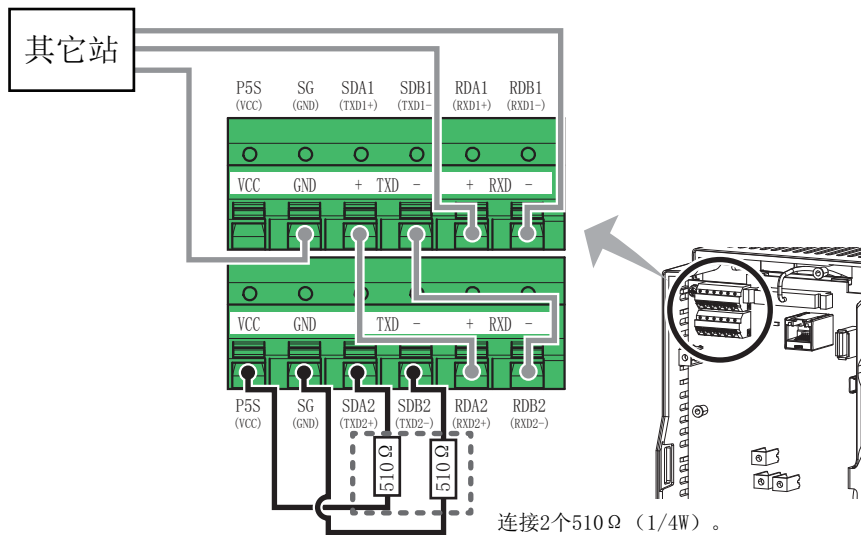 其它站
P5S SG SDA1 SDB1 RDA1 RDB1
(VCC) (GND) (TXD1+) (TXD1- (RXD1+) (RXD1-)
VCC GND + TXD - + RXD -
VCC GND TXD - + RXD -
P5S SG SDA2 SDB2 RDA2 RDB2
(VCC) (GND) (TXD2+) (TXD2-) (RXD2+) (RXD2-)
510Ω 510Ω
连接2个510Ω（1/4W）。